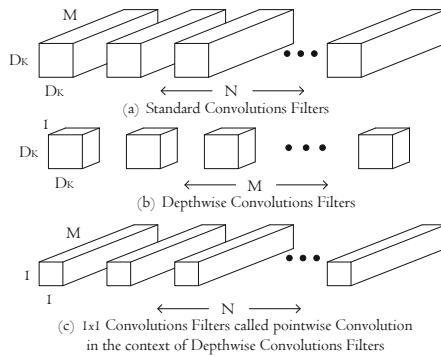 M
DK
DK
N
(a) Standard Convolutions Filters
1
DK
DK
M
(b) Depthwise Convolutions Filters
M
1
1
N
(c) 1x1 Convolutions Filters called pointwise Convolution
in the context of Depthwise Convolutions Filters